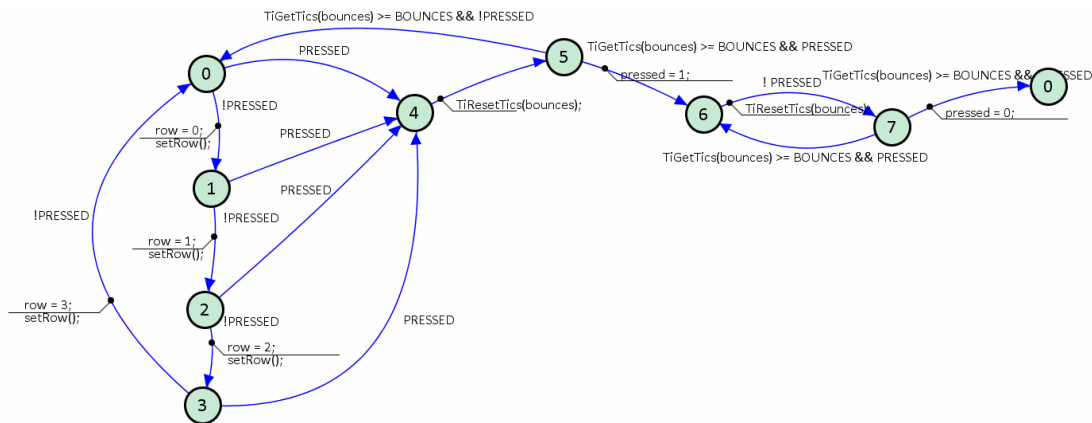 TiGetTics(bounces) >= BOUNCES && !PRESSED
PRESSED
0
!PRESSED
row = 0;
setRow();
PRESSED
1
!PRESSED
row = 1;
setRow();
PRESSED
2
!PRESSED
row = 2;
setRow();
PRESSED
3
!PRESSED
row = 3;
setRow();
4
TiResetTics(bounces);
5
TiGetTics(bounces) >= BOUNCES && PRESSED
pressed = 1;
6
! PRESSED
TiResetTics(bounces)
7
TiGetTics(bounces) >= BOUNCES && PRESSED
TiGetTics(bounces) >= BOUNCES && PRESSED
pressed = 0;
0